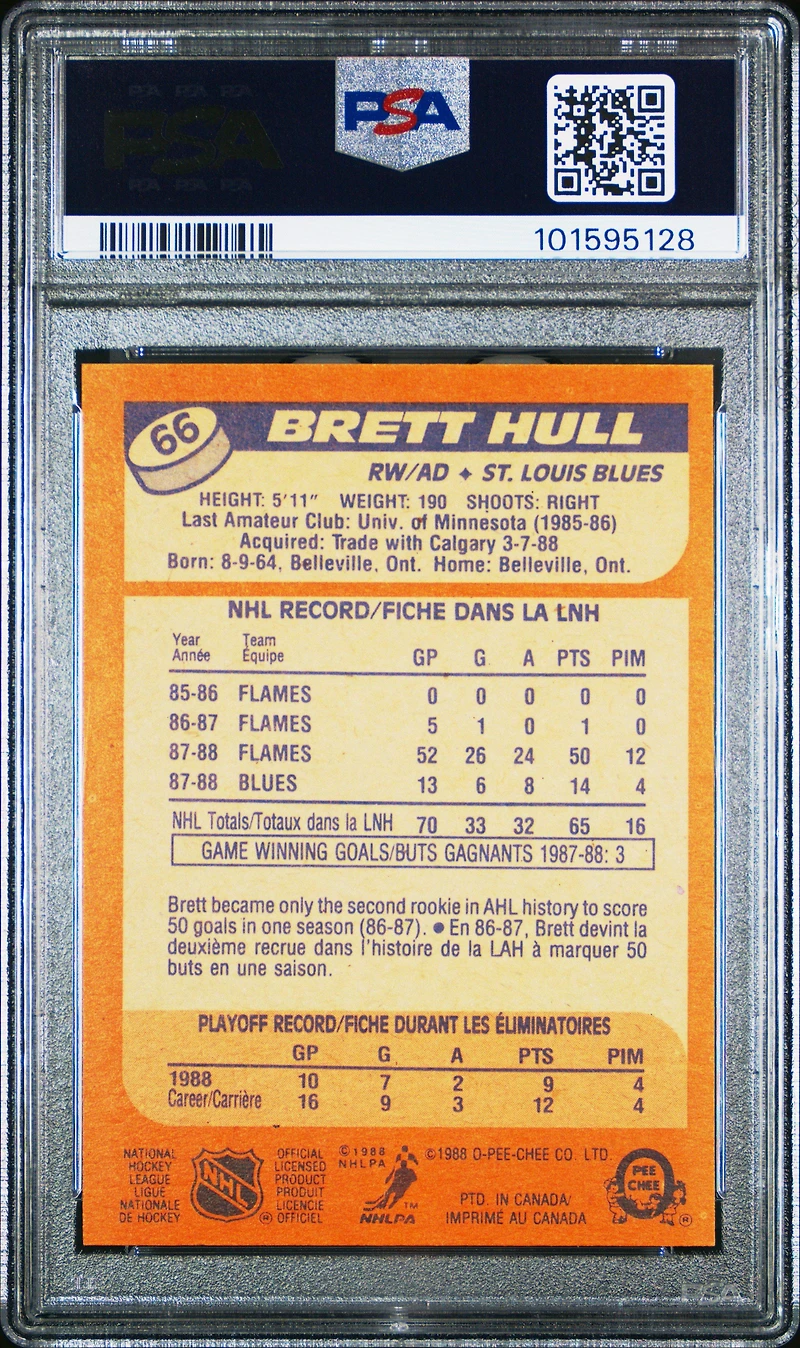 PSA PSA PSA
PSA
PSA PSA PSA
PSA
101595128
66
BRETT HULL
RW/AD ✦ ST. LOUIS BLUES
HEIGHT: 5'11" WEIGHT: 190 SHOOTS: RIGHT
Last Amateur Club: Univ. of Minnesota (1985-86)
Acquired: Trade with Calgary 3-7-88
Born: 8-9-64, Belleville, Ont. Home: Belleville, Ont.
NHL RECORD/FICHE DANS LA LNH
Year Team
Année Équipe GP G A PTS PIM
85-86 FLAMES 0 0 0 0 0
86-87 FLAMES 5 1 0 1 0
87-88 FLAMES 52 26 24 50 12
87-88 BLUES 13 6 8 14 4
NHL Totals/Totaux dans la LNH 70 33 32 65 16
GAME WINNING GOALS/BUTS GAGNANTS 1987-88: 3
Brett became only the second rookie in AHL history to score
50 goals in one season (86-87). ● En 86-87, Brett devint la
deuxième recrue dans l'histoire de la LAH à marquer 50
buts en une saison.
PLAYOFF RECORD/FICHE DURANT LES ÉLIMINATOIRES
GP G A PTS PIM
1988 10 7 2 9 4
Career/Carrière 16 9 3 12 4
NATIONAL
HOCKEY
LEAGUE
LIGUE
NATIONALE
DE HOCKEY
NHL
®
OFFICIAL
LICENSED
PRODUCT
PRODUIT
LICENCIE
OFFICIEL
©1988
NHLPA
TM
NHLPA
©1988 O-PEE-CHEE CO. LTD.
PTD. IN CANADA/
IMPRIMÉ AU CANADA
PEE
CHEE
®
PSA